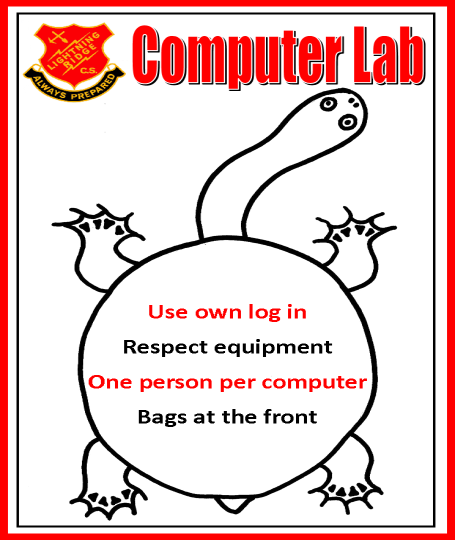 LIGHTNING
RIDGE
C.S.
ALWAYS PREPARED
Computer Lab
Use own log in
Respect equipment
One person per computer
Bags at the front